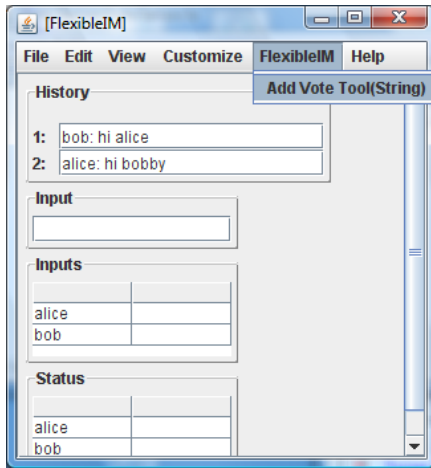 [FlexibleIM]
File Edit View Customize FlexibleIM Help
Add Vote Tool(String)
History
1: bob: hi alice
2: alice: hi bobby
Input
Inputs
alice
bob
Status
alice
bob